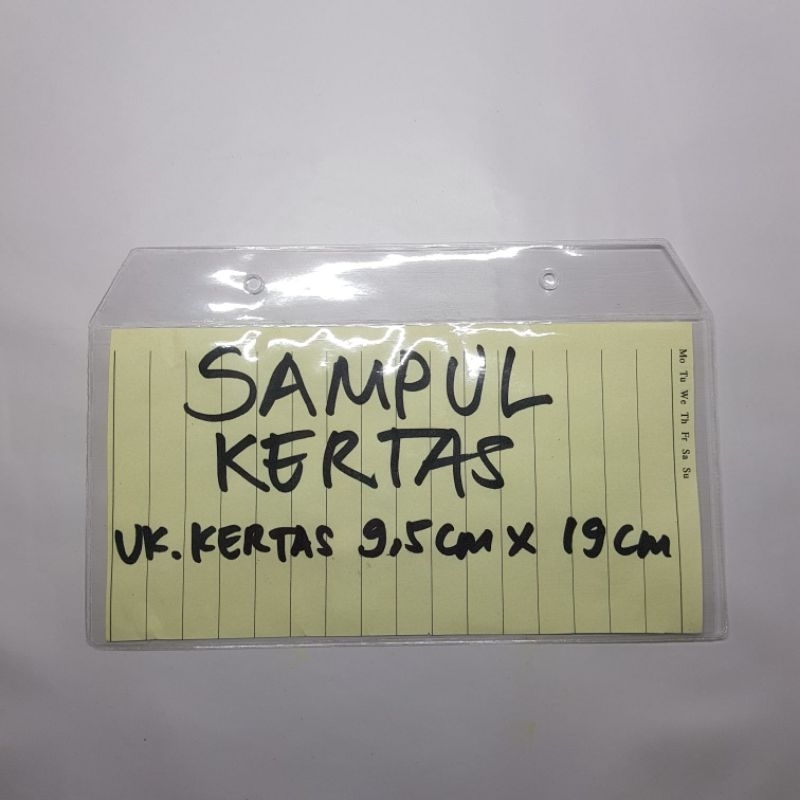 SAMPUL
KERTAS
UK. KERTAS 9,5cm X 19cm
Mo Tu We Th Fr Sa Su